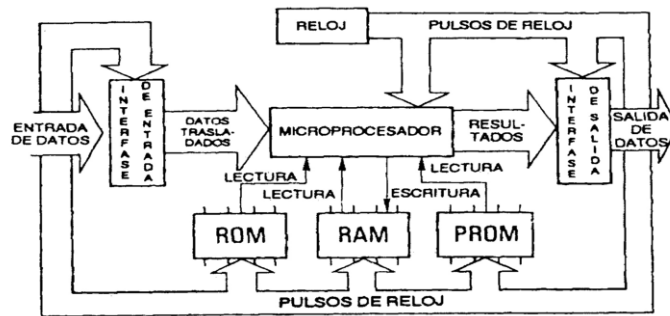 RELOJ
PULSOS DE RELOJ
ENTRADA
DE DATOS
INTERFASE
DE ENTRADA
DATOS
TRASLA-
DADOS
MICROPROCESADOR
RESUL-
TADOS
INTERFASE
DE SALIDA
SALIDA
DE
DATOS
LECTURA
LECTURA
ESCRITURA
LECTURA
ROM
RAM
PROM
PULSOS DE RELOJ